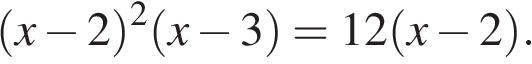 (x − 2)²(x − 3) = 12(x − 2).